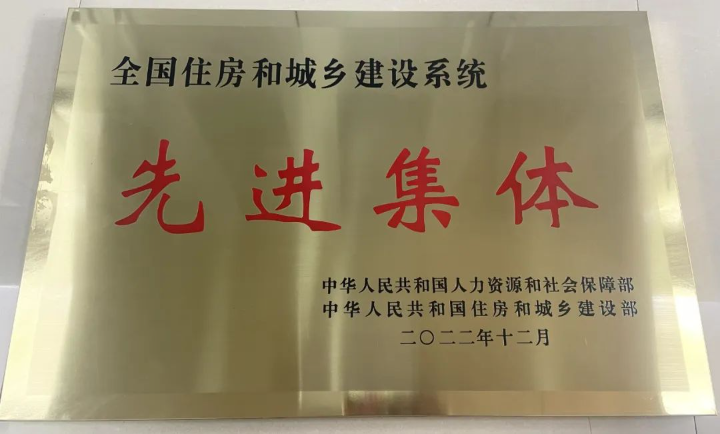 全国住房和城乡建设系统
先进集体
中华人民共和国人力资源和社会保障部
中华人民共和国住房和城乡建设部
二〇二二年十二月